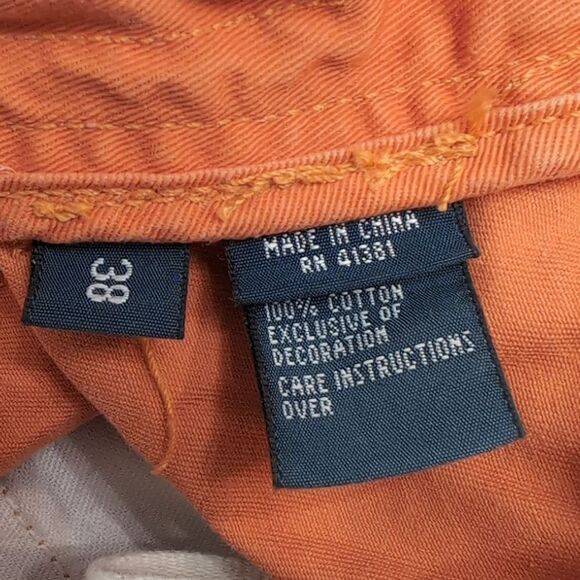 38
MADE IN CHINA
RN 41381
100% COTTON
EXCLUSIVE OF
DECORATION
CARE INSTRUCTIONS
OVER